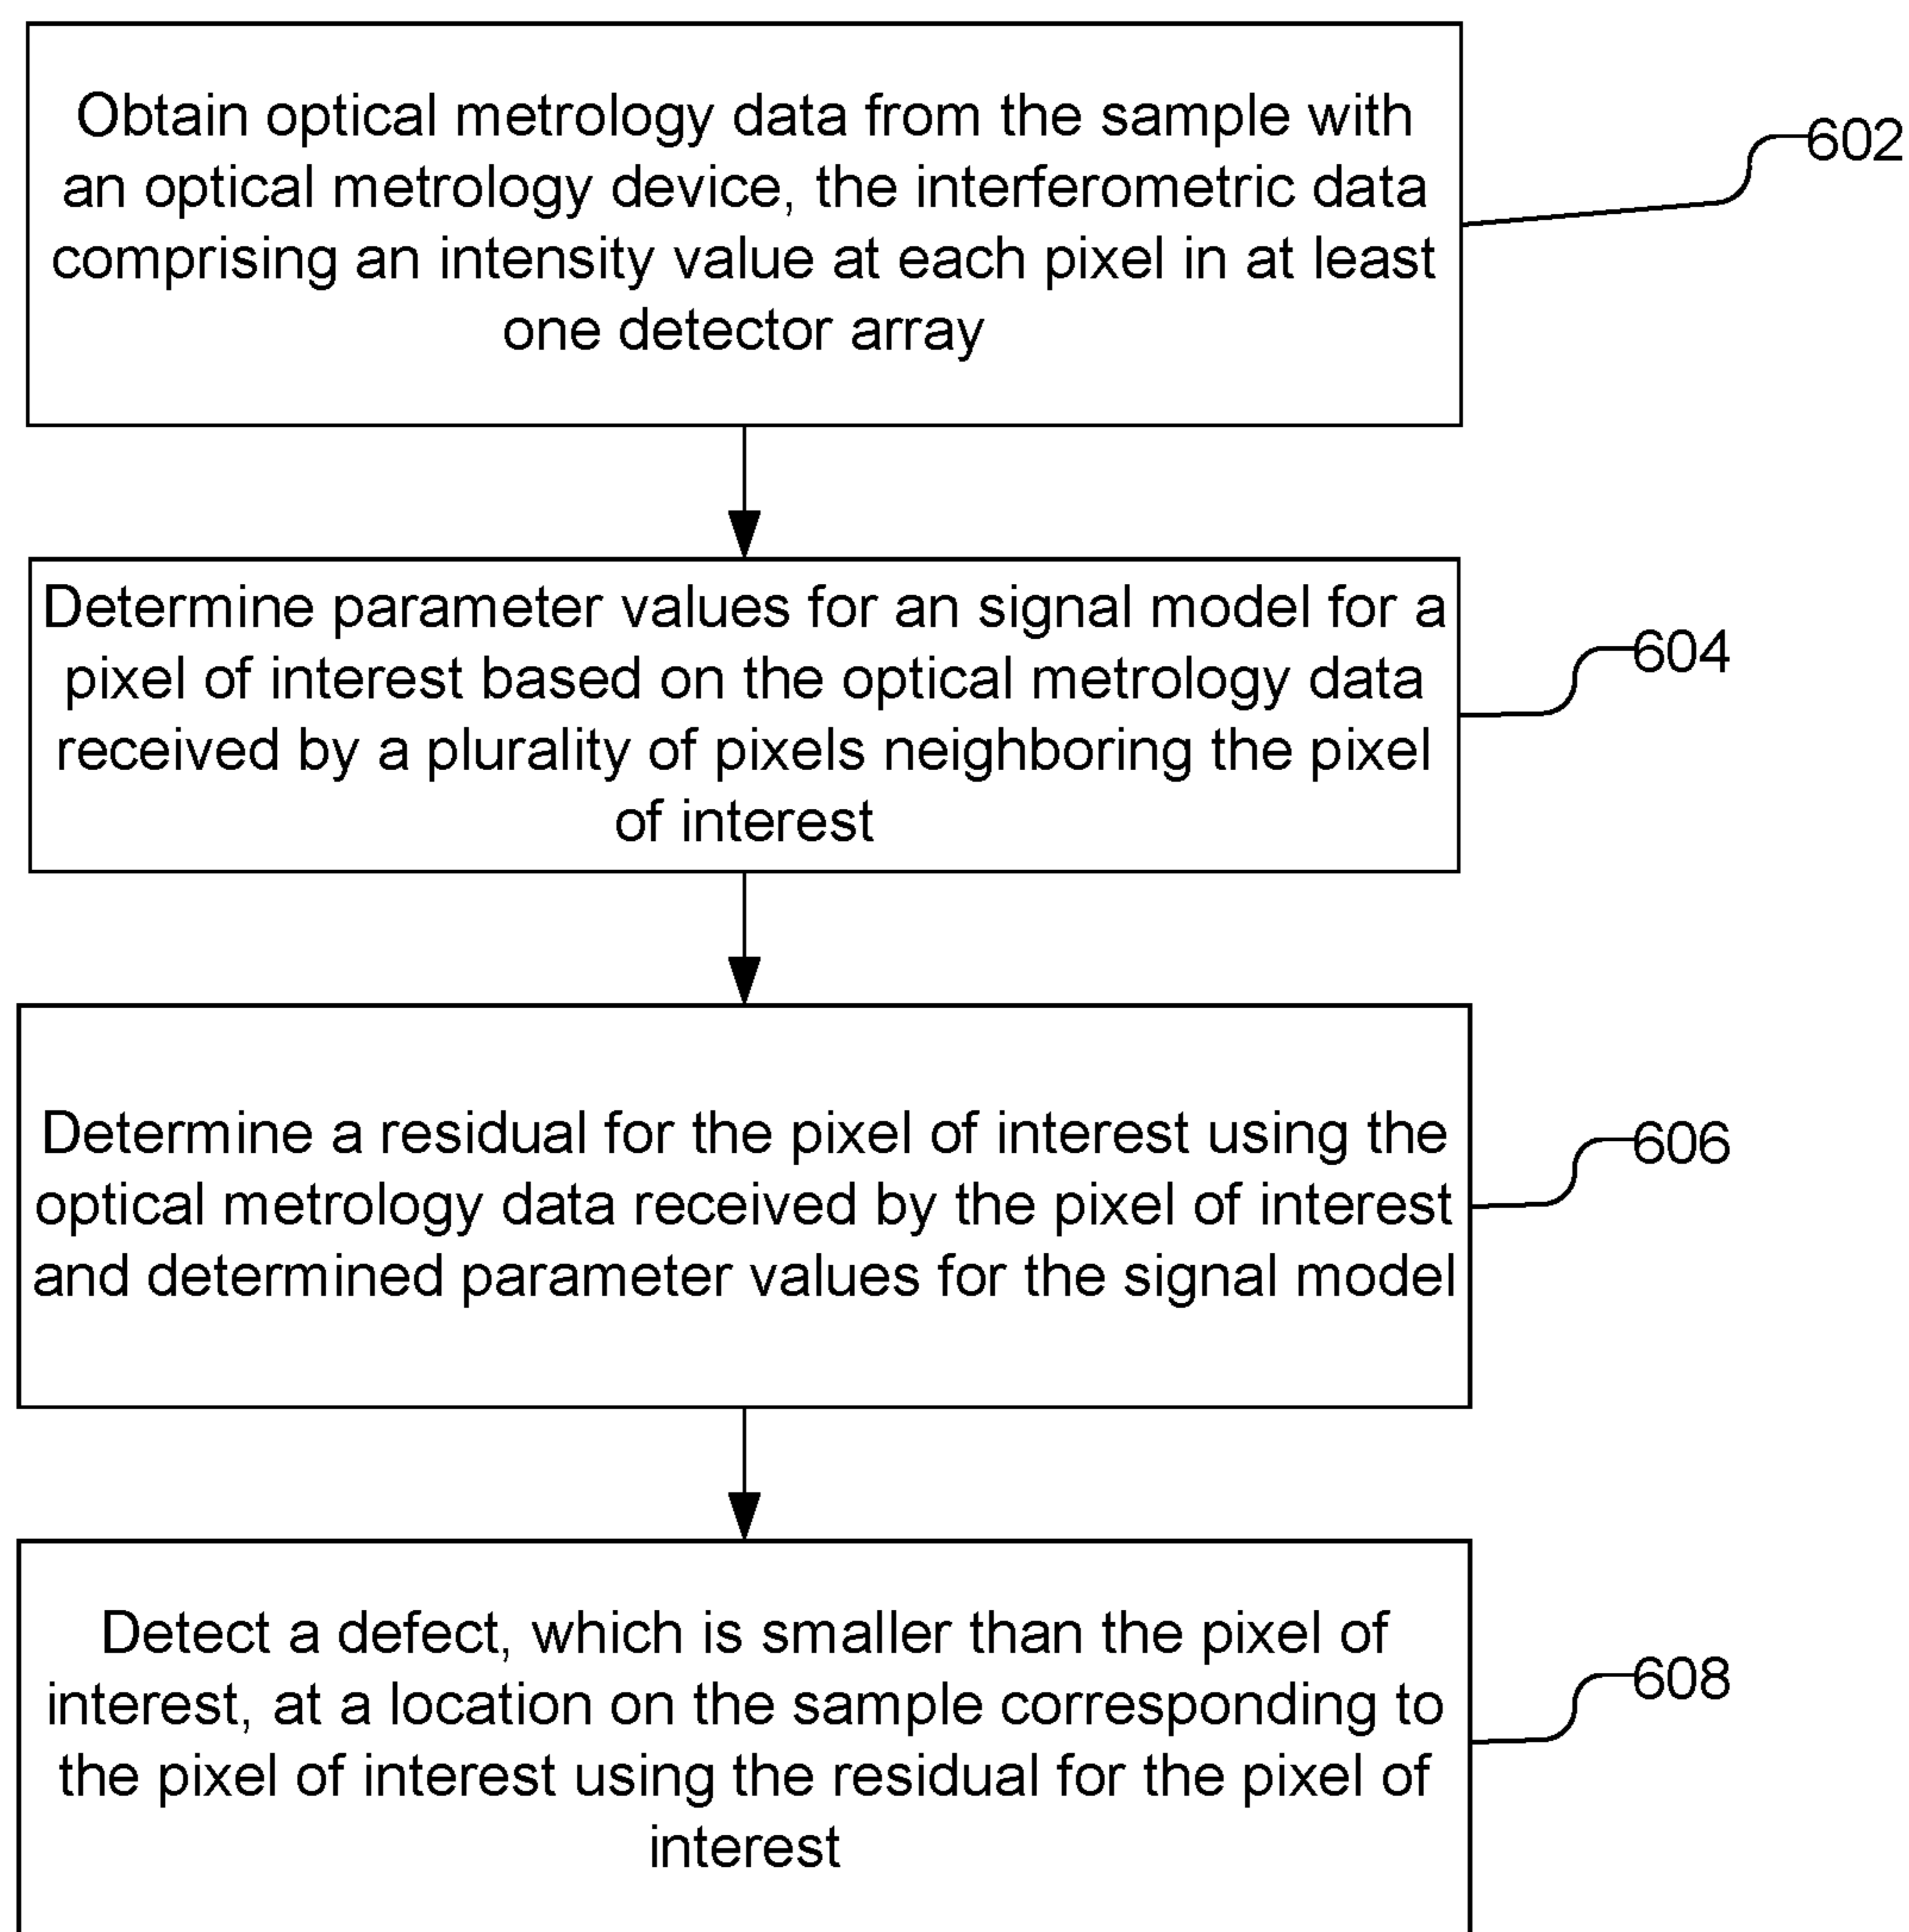 Obtain optical metrology data from the sample with
an optical metrology device, the interferometric data
comprising an intensity value at each pixel in at least
one detector array
602
Determine parameter values for an signal model for a
pixel of interest based on the optical metrology data
received by a plurality of pixels neighboring the pixel
of interest
604
Determine a residual for the pixel of interest using the
optical metrology data received by the pixel of interest
and determined parameter values for the signal model
606
Detect a defect, which is smaller than the pixel of
interest, at a location on the sample corresponding to
the pixel of interest using the residual for the pixel of
interest
608